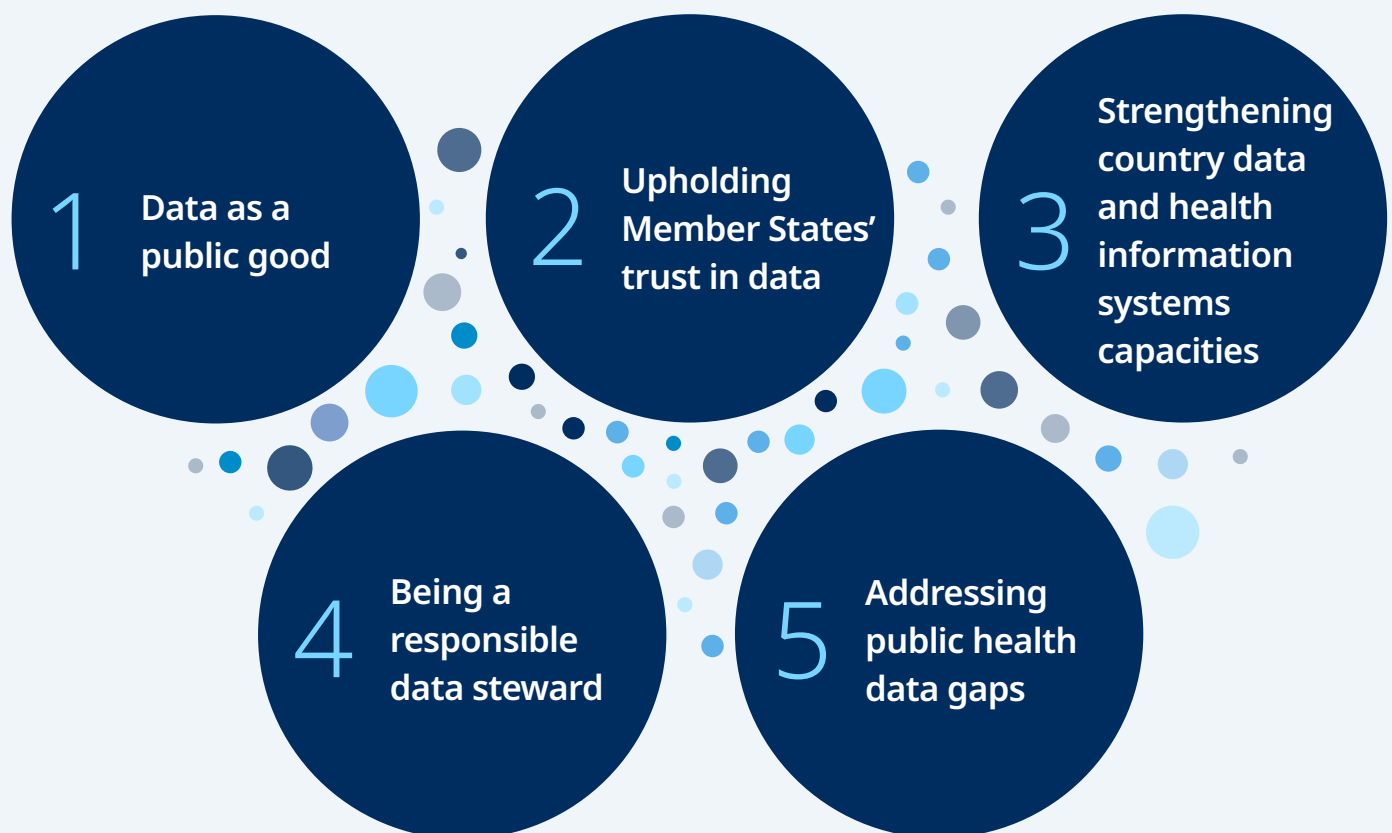 1
Data as a
public good
2
Upholding
Member States’
trust in data
3
Strengthening
country data
and health
information
systems
capacities
4
Being a
responsible
data steward
5
Addressing
public health
data gaps